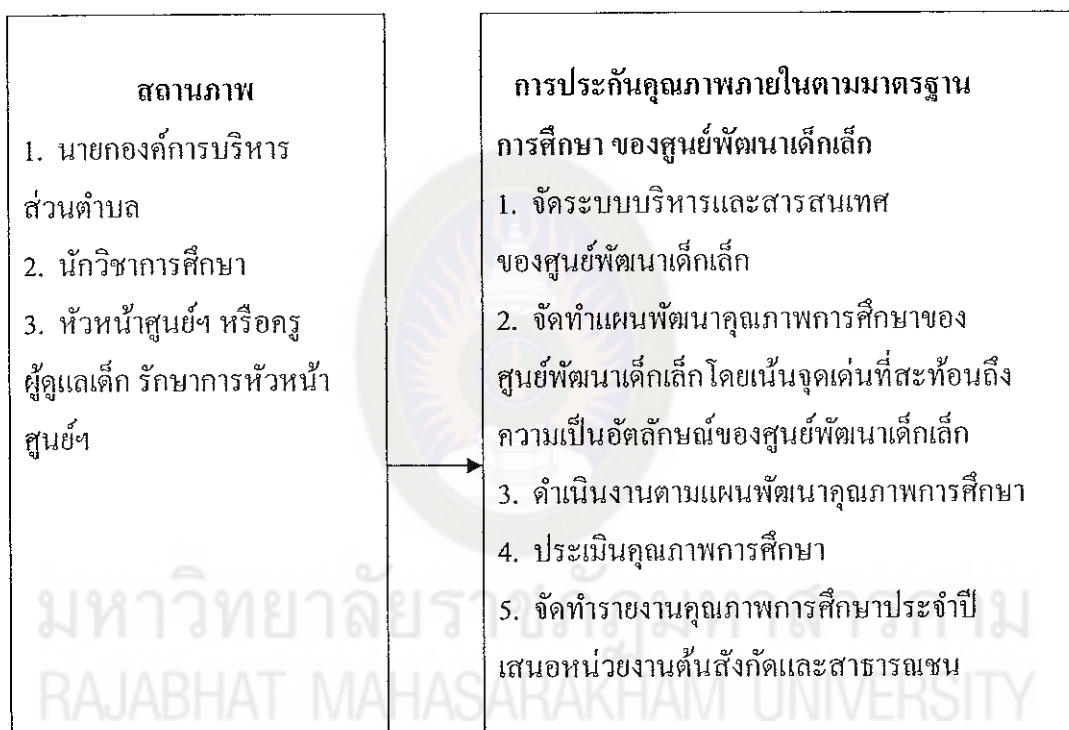 สถานภาพ
1. นายกองค์การบริหาร
ส่วนตำบล
2. นักวิชาการศึกษา
3. หัวหน้าศูนย์ฯ หรือครู
ผู้ดูแลเด็ก รักษาการหัวหน้า
ศูนย์ฯ
การประกันคุณภาพภายในตามมาตรฐาน
การศึกษา ของศูนย์พัฒนาเด็กเล็ก
1. จัดระบบบริหารและสารสนเทศ
ของศูนย์พัฒนาเด็กเล็ก
2. จัดทำแผนพัฒนาคุณภาพการศึกษาของ
ศูนย์พัฒนาเด็กเล็กโดยเน้นจุดเด่นที่สะท้อนถึง
ความเป็นอัตลักษณ์ของศูนย์พัฒนาเด็กเล็ก
3. ดำเนินงานตามแผนพัฒนาคุณภาพการศึกษา
4. ประเมินคุณภาพการศึกษา
5. จัดทำรายงานคุณภาพการศึกษาประจำปี
เสนอหน่วยงานต้นสังกัดและสาธารณชน
มหาวิทยาลัยราชภัฏมหาสารคาม
RAJABHAT MAHASARAKHAM UNIVERSITY